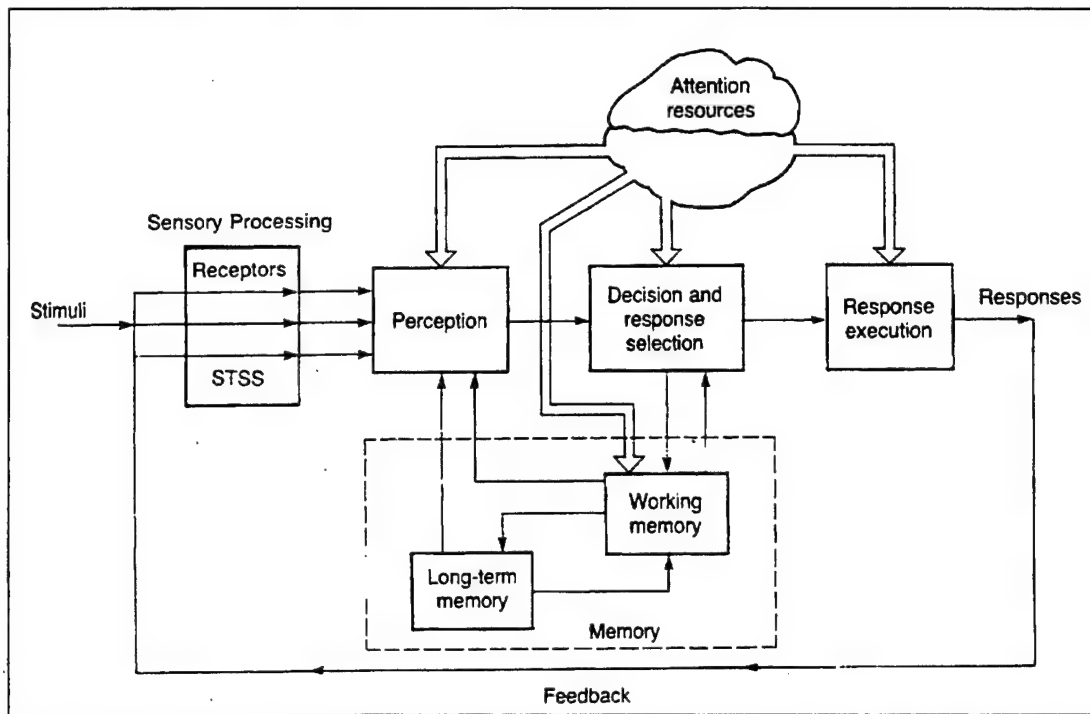 Attention
resources
Sensory Processing
Receptors
STSS
Stimuli
Perception
Decision and
response
selection
Response
execution
Responses
Working
memory
Long-term
memory
Memory
Feedback